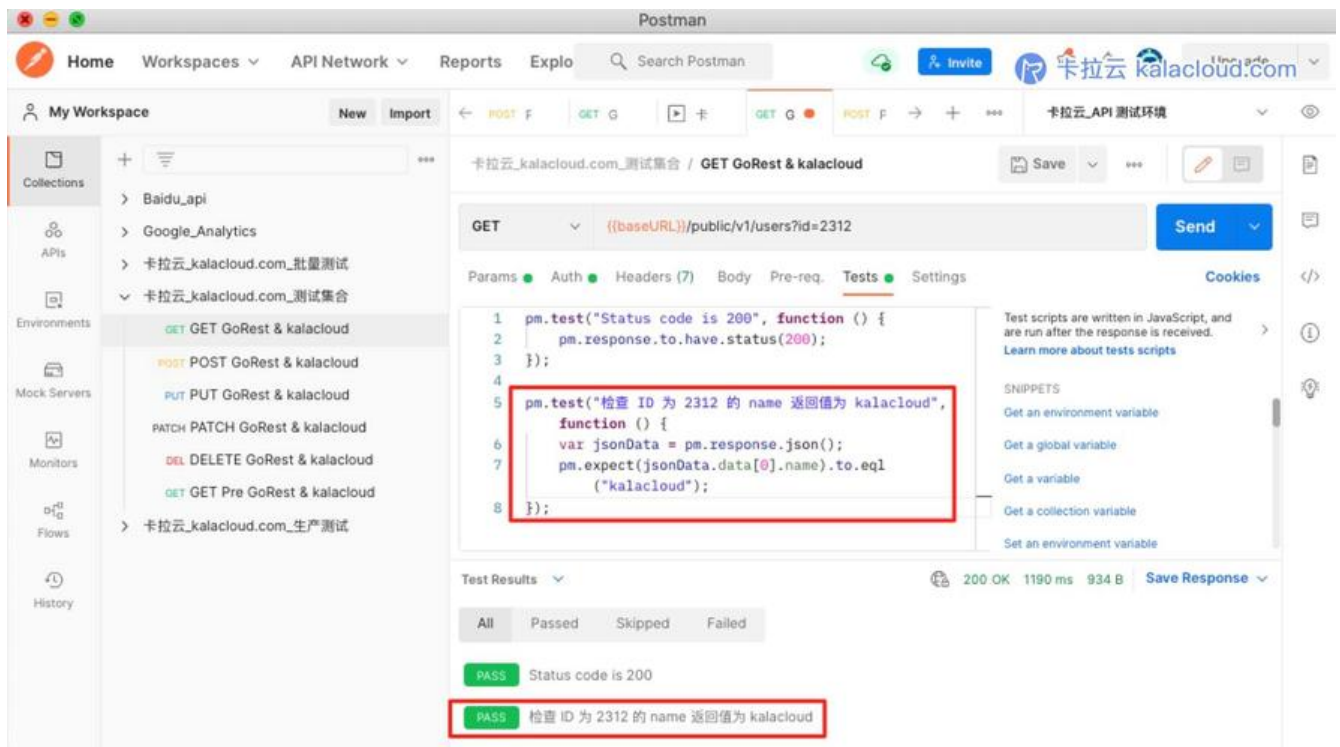 Postman
Home Workspaces API Network Reports Explo Search Postman Invite 卡拉云 kalacloud.com
My Workspace New Import POST F GET G 卡 GET G POST F 卡拉云_API 测试环境
Collections
APIs
Environments
Mock Servers
Monitors
Flows
History
Baidu_api
Google_Analytics
卡拉云_kalacloud.com_批量测试
卡拉云_kalacloud.com_测试集合
GET GET GoRest & kalacloud
POST POST GoRest & kalacloud
PUT PUT GoRest & kalacloud
PATCH PATCH GoRest & kalacloud
DEL DELETE GoRest & kalacloud
GET GET Pre GoRest & kalacloud
卡拉云_kalacloud.com_生产测试
卡拉云_kalacloud.com_测试集合 / GET GoRest & kalacloud Save
GET {{baseURL}}/public/v1/users?id=2312 Send
Params Auth Headers (7) Body Pre-req. Tests Settings Cookies
1 pm.test("Status code is 200", function () {
2 pm.response.to.have.status(200);
3 });
4
5 pm.test("检查 ID 为 2312 的 name 返回值为 kalacloud",
function () {
6 var jsonData = pm.response.json();
7 pm.expect(jsonData.data[0].name).to.eql
("kalacloud");
8 });
Test scripts are written in JavaScript, and
are run after the response is received.
Learn more about tests scripts
SNIPPETS
Get an environment variable
Get a global variable
Get a variable
Get a collection variable
Set an environment variable
Test Results 200 OK 1190 ms 934 B Save Response
All Passed Skipped Failed
PASS Status code is 200
PASS 检查 ID 为 2312 的 name 返回值为 kalacloud